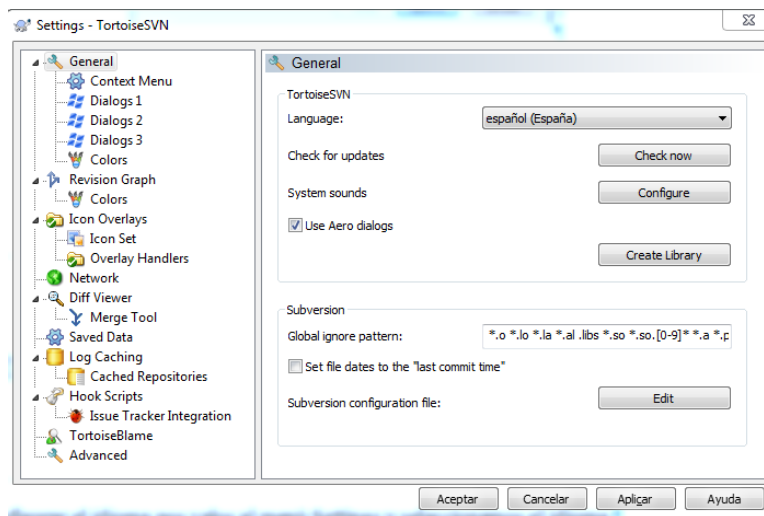 Settings - TortoiseSVN
General
Context Menu
Dialogs 1
Dialogs 2
Dialogs 3
Colors
Revision Graph
Colors
Icon Overlays
Icon Set
Overlay Handlers
Network
Diff Viewer
Merge Tool
Saved Data
Log Caching
Cached Repositories
Hook Scripts
Issue Tracker Integration
TortoiseBlame
Advanced
General
TortoiseSVN
Language: español (España)
Check for updates Check now
System sounds Configure
Use Aero dialogs
Create Library
Subversion
Global ignore pattern: *.o *.lo *.la *.al .libs *.so *.so.[0-9]* *.a
Set file dates to the "last commit time"
Subversion configuration file: Edit
Aceptar Cancelar Aplicar Ayuda